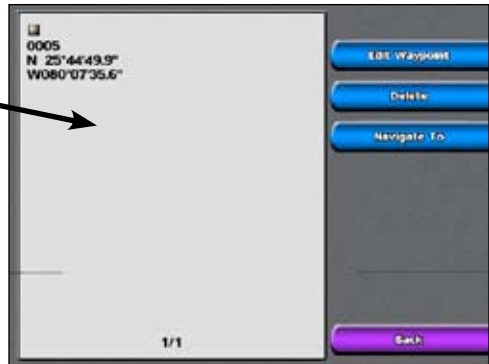 0005
N 25°44'49.9"
W080°07'35.6"
1/1
Edit Waypoint
Delete
Navigate To
Back